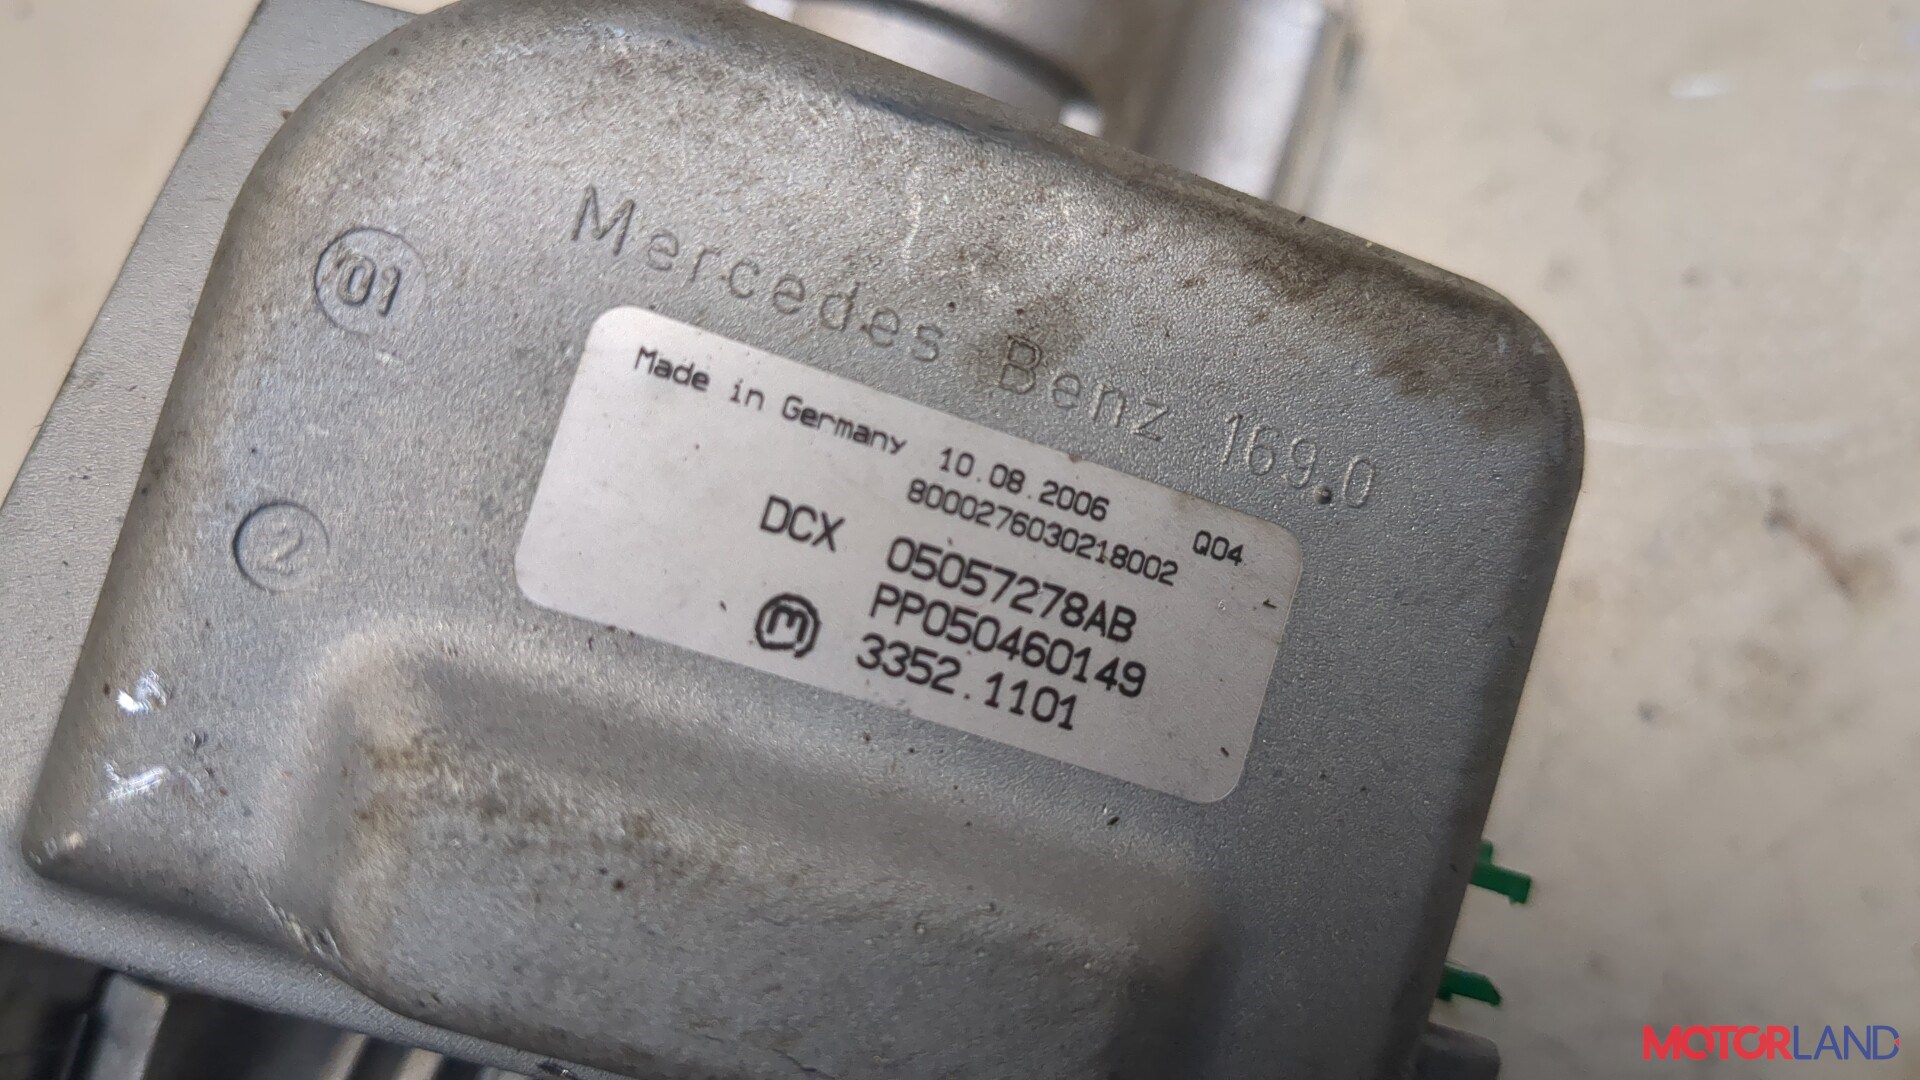 Mercedes Benz 169.0
01
2
Made in Germany 10.08.2006 Q04
8000276030218002
DCX 05057278AB
PP050460149
m 3352.1101
MOTORLAND